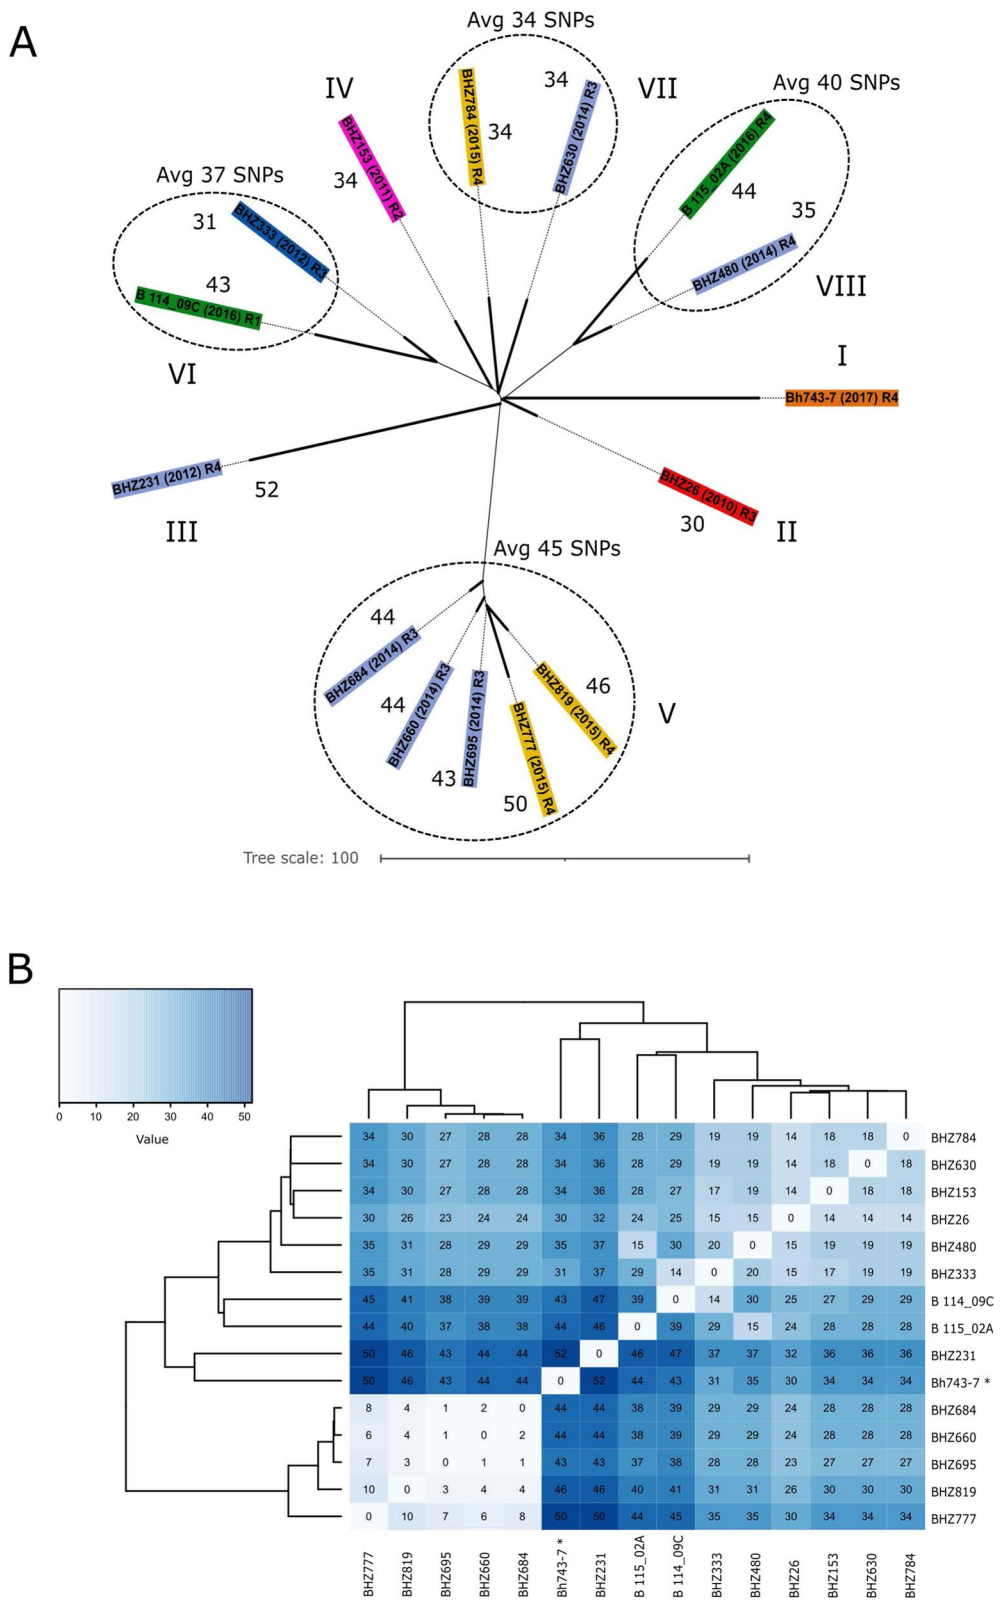 A
Avg 34 SNPs
IV
34
VII
Avg 40 SNPs
BHZ784 (2015) R4
BHZ630 (2014) R3
BHZ153 (2011) R2
34
B 115_02A (2016) R4
Avg 37 SNPs
34
44
31
BHZ333 (2012) R3
35
BHZ480 (2014) R4
43
B 114_09C (2016) R1
VIII
VI
I
Bh743-7 (2017) R4
BHZ231 (2012) R4
52
BHZ26 (2010) R3
30
III
II
Avg 45 SNPs
44
BHZ684 (2014) R3
BHZ660 (2014) R3
44
BHZ695 (2014) R3
43
BHZ819 (2015) R4
46
BHZ777 (2015) R4
50
V
Tree scale: 100
B
0 10 20 30 40 50
Value
34 30 27 28 28 34 36 28 29 19 19 14 18 18 0 BHZ784
34 30 27 28 28 34 36 28 29 19 19 14 18 0 18 BHZ630
34 30 27 28 28 34 36 28 27 17 19 14 0 18 18 BHZ153
30 26 23 24 24 30 32 24 25 15 15 0 14 14 14 BHZ26
35 31 28 29 29 35 37 15 30 20 0 15 19 19 19 BHZ480
35 31 28 29 29 31 37 29 14 0 20 15 17 19 19 BHZ333
45 41 38 39 39 43 47 39 0 14 30 25 27 29 29 B 114_09C
44 40 37 38 38 44 46 0 39 29 15 24 28 28 28 B 115_02A
50 46 43 44 44 52 0 46 47 37 37 32 36 36 36 BHZ231
50 46 43 44 44 0 52 44 43 31 35 30 34 34 34 Bh743-7 *
8 4 1 2 0 44 44 38 39 29 29 24 28 28 28 BHZ684
6 4 1 0 2 44 44 38 39 29 29 24 28 28 28 BHZ660
7 3 0 1 1 43 43 37 38 28 28 23 27 27 27 BHZ695
10 0 3 4 4 46 46 40 41 31 31 26 30 30 30 BHZ819
0 10 7 6 8 50 50 44 45 35 35 30 34 34 34 BHZ777
BHZ777 BHZ819 BHZ695 BHZ660 BHZ684 Bh743-7 * BHZ231 B 115_02A B 114_09C BHZ333 BHZ480 BHZ26 BHZ153 BHZ630 BHZ784